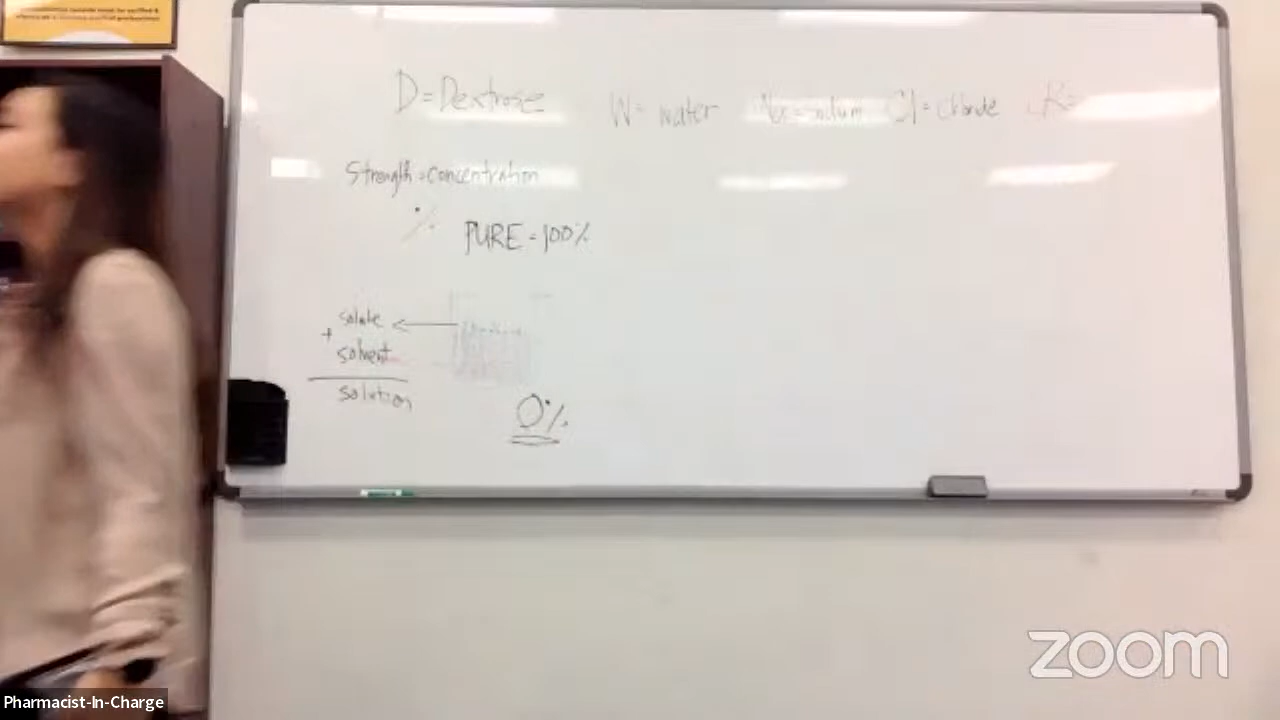 D=Dextrose W= water Na=sodium Cl=chloride K=
Strength=concentration
%
PURE=100%
solute
+
solvent
solution
0%
zoom
Pharmacist-In-Charge